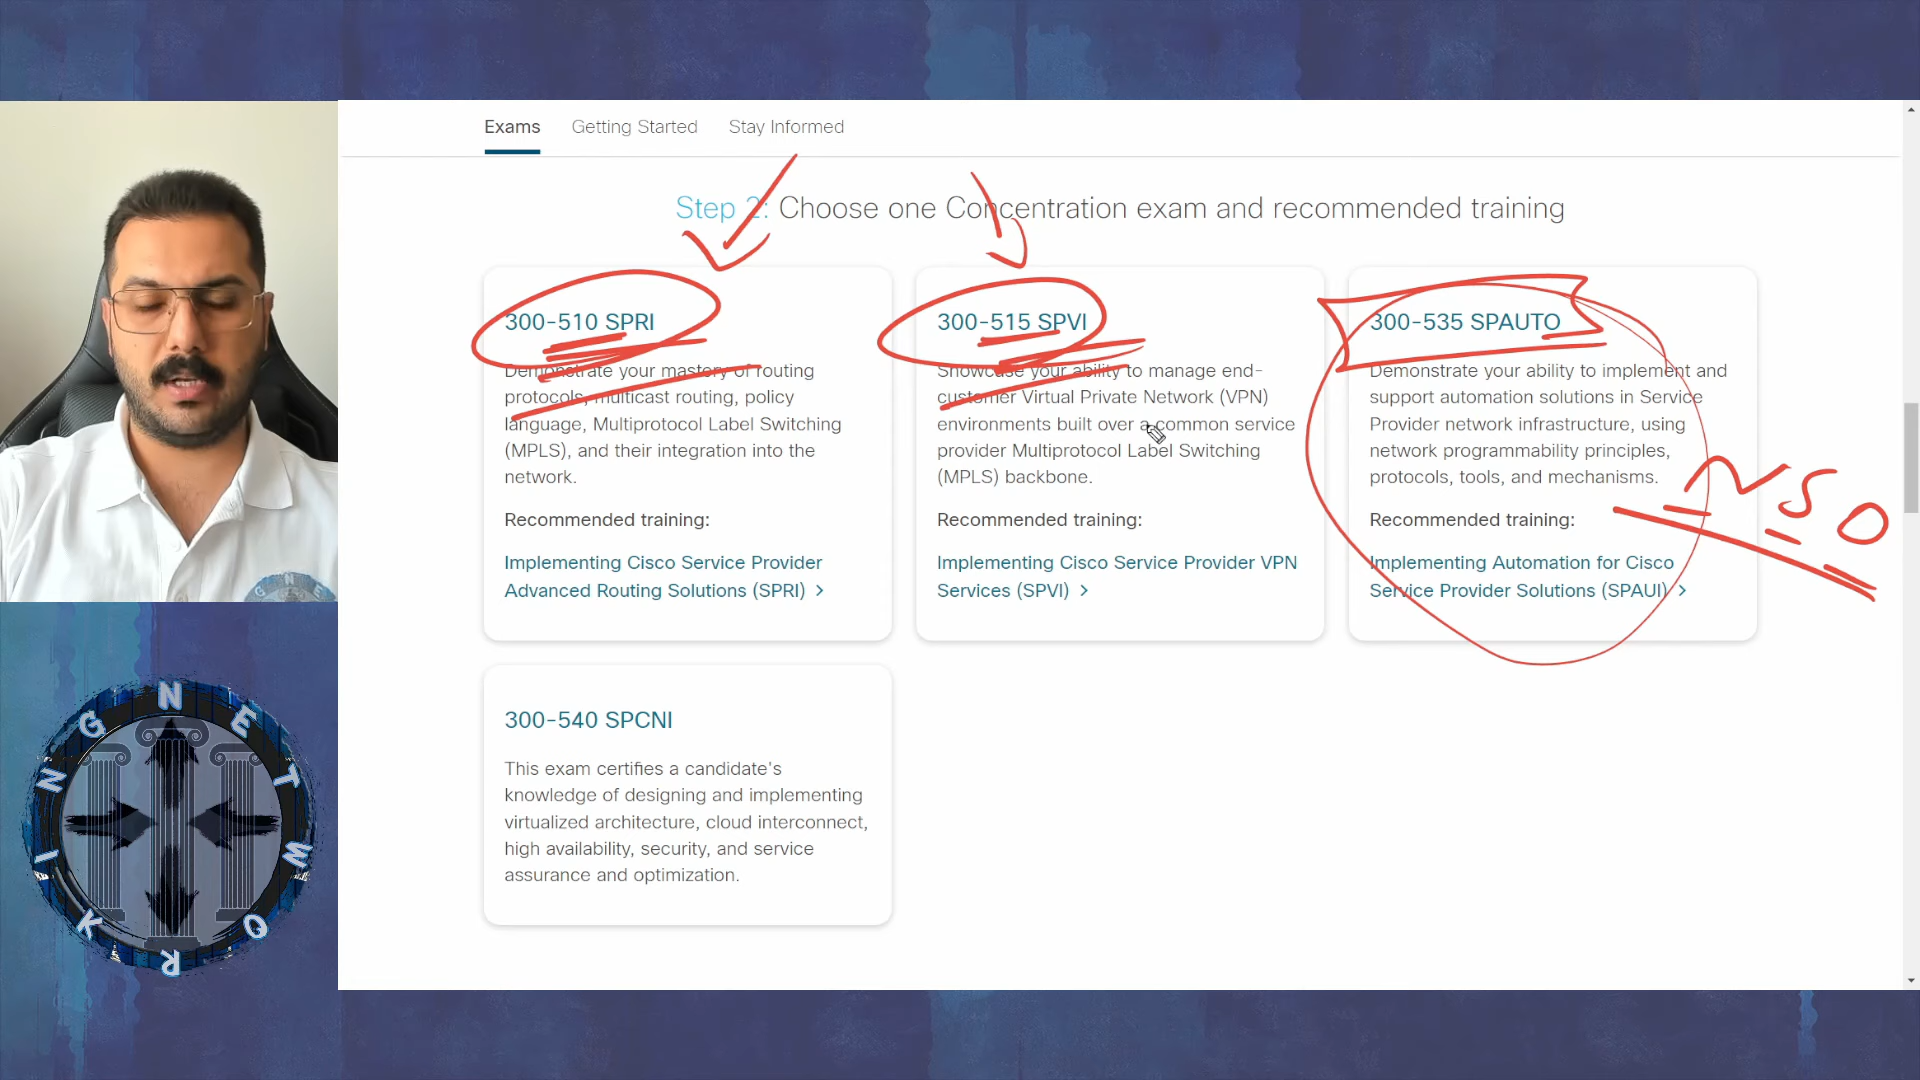 Exams Getting Started Stay Informed
Step 2: Choose one Concentration exam and recommended training
300-510 SPRI
Demonstrate your mastery of routing
protocols, multicast routing, policy
language, Multiprotocol Label Switching
(MPLS), and their integration into the
network.
Recommended training:
Implementing Cisco Service Provider
Advanced Routing Solutions (SPRI) >
300-515 SPVI
Showcase your ability to manage end-
customer Virtual Private Network (VPN)
environments built over a common service
provider Multiprotocol Label Switching
(MPLS) backbone.
Recommended training:
Implementing Cisco Service Provider VPN
Services (SPVI) >
300-535 SPAUTO
Demonstrate your ability to implement and
support automation solutions in Service
Provider network infrastructure, using
network programmability principles,
protocols, tools, and mechanisms.
Recommended training:
Implementing Automation for Cisco
Service Provider Solutions (SPAUI) >
NSO
300-540 SPCNI
This exam certifies a candidate's
knowledge of designing and implementing
virtualized architecture, cloud interconnect,
high availability, security, and service
assurance and optimization.
NETWORKING